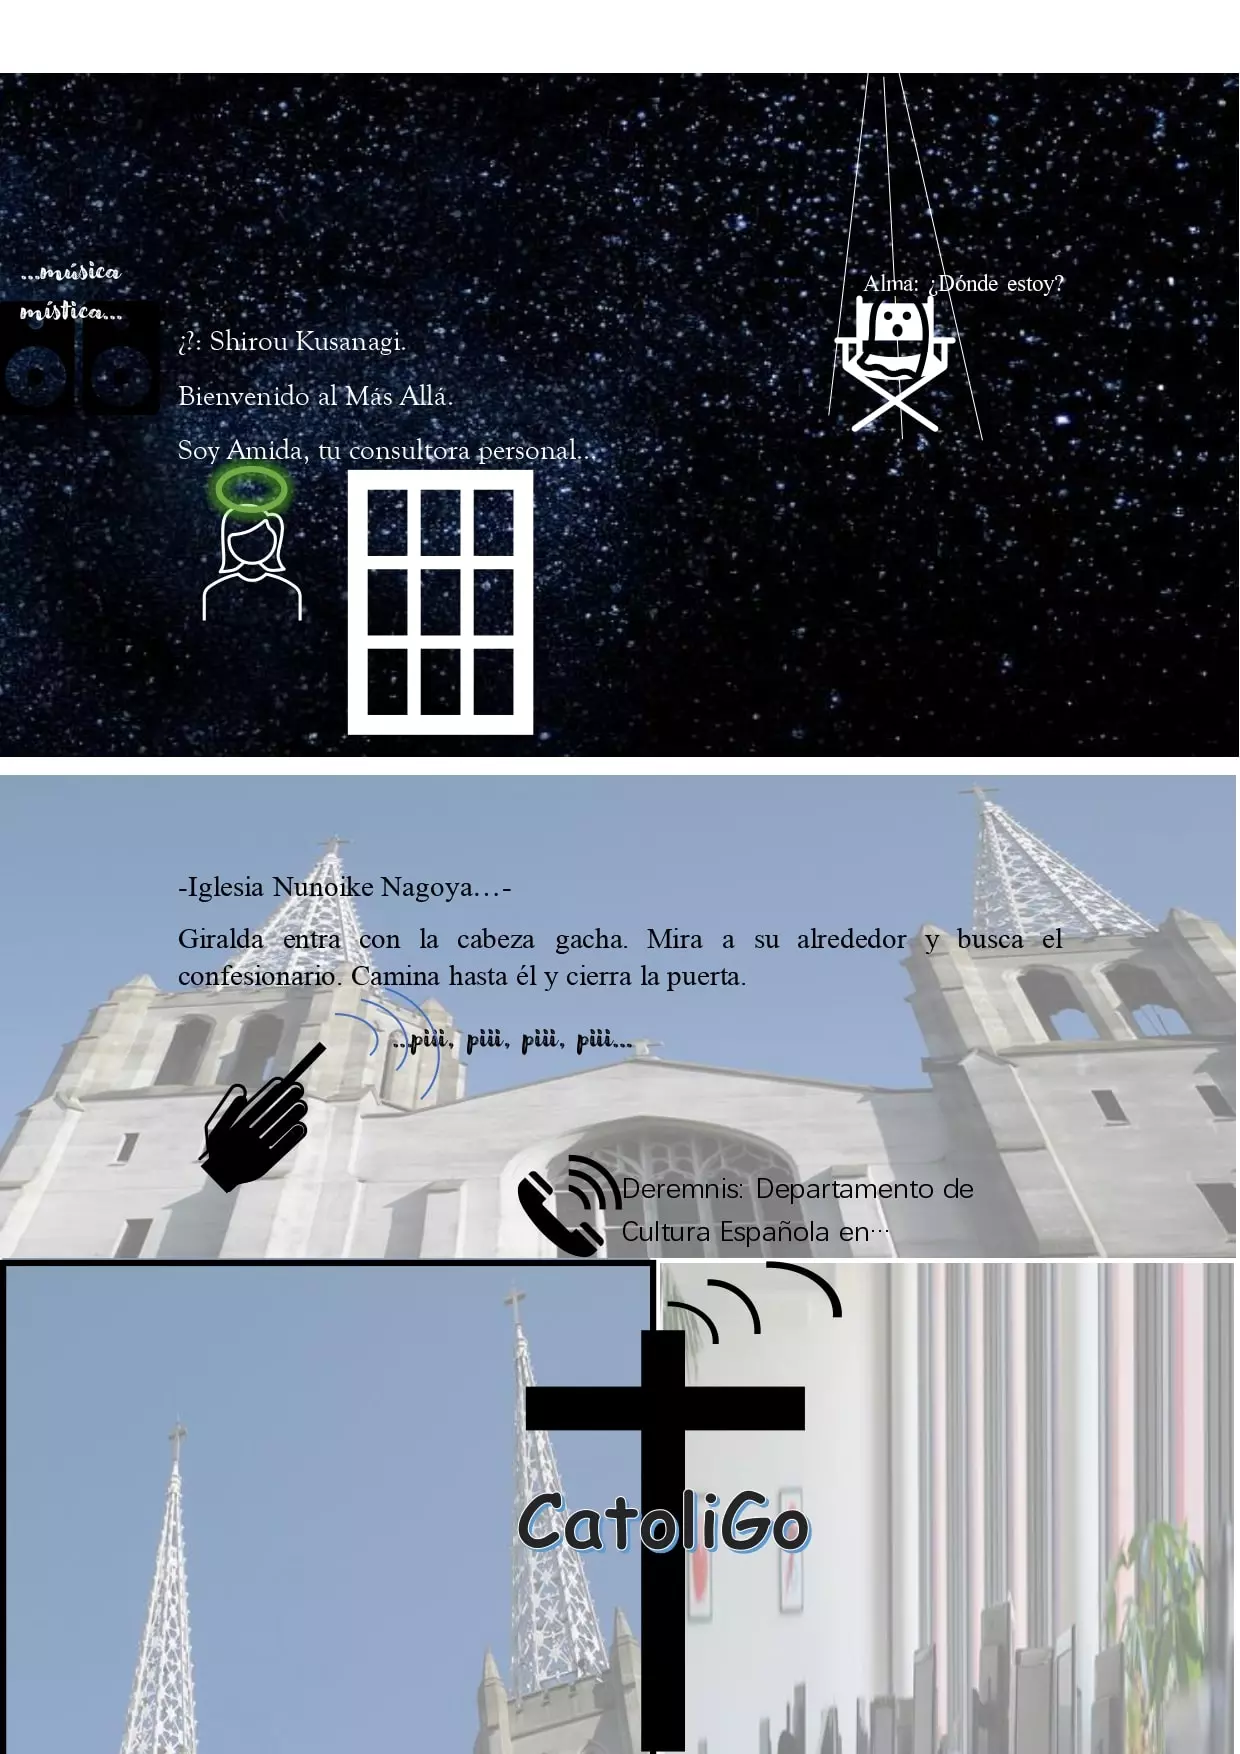 ...música
mística...
Alma: ¿Dónde estoy?
¿?: Shirou Kusanagi.
Bienvenido al Más Allá.
Soy Amida, tu consultora personal...
-Iglesia Nunoike Nagoya…-
Giralda entra con la cabeza gacha. Mira a su alrededor y busca el
confesionario. Camina hasta él y cierra la puerta.
...piii, piii, piii, piii...
Deremnis: Departamento de
Cultura Española en…
CatoliGo